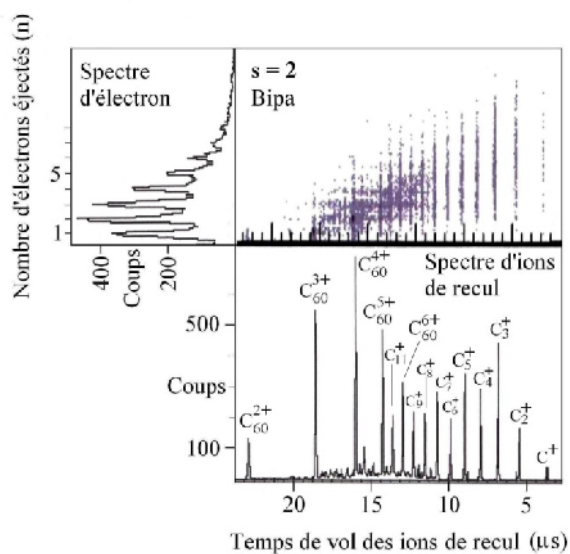 Nombre d'électrons éjectés (n)
Spectre
d'électron
s = 2
Bipa
5
1
400
200
Coups
Spectre d'ions
de recul
500
Coups
100
C60^2+
C60^3+
C60^4+
C60^5+
C11^+
C60^6+
C9^+
C8^+
C7^+
C6^+
C5^+
C4^+
C3^+
C2^+
C^+
20
15
10
5
Temps de vol des ions de recul (µs)